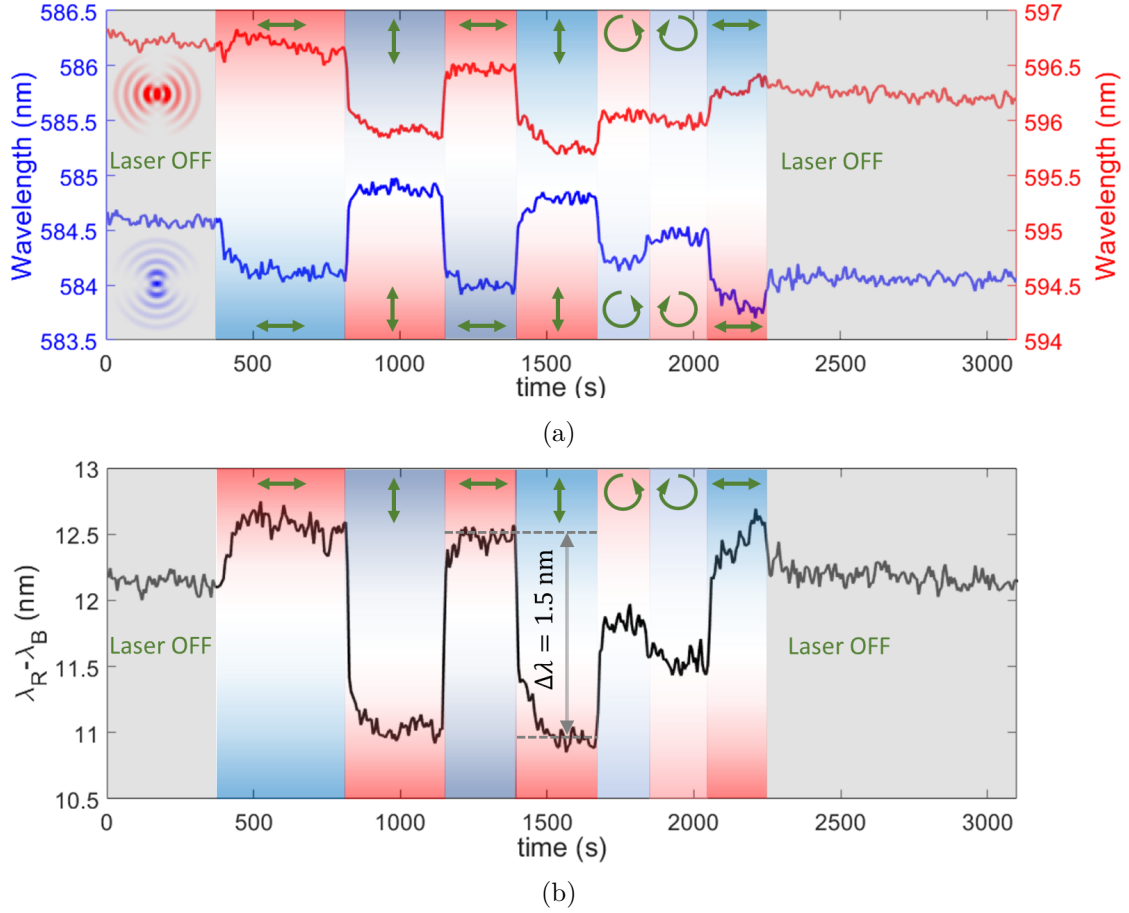 586.5
586
585.5
585
584.5
584
583.5
Wavelength (nm)
597
596.5
596
595.5
595
594.5
594
Wavelength (nm)
Laser OFF
Laser OFF
0
500
1000
1500
2000
2500
3000
time (s)
(a)
13
12.5
12
11.5
11
10.5
λR-λB (nm)
Laser OFF
Δλ = 1.5 nm
Laser OFF
0
500
1000
1500
2000
2500
3000
time (s)
(b)